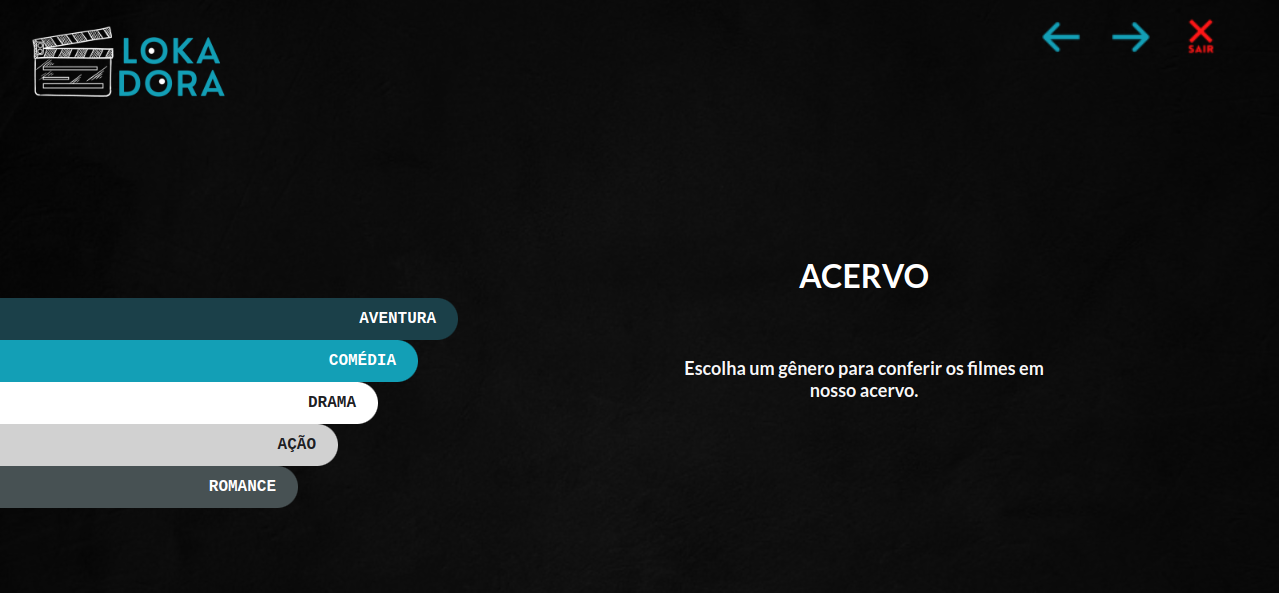 LOKA
DORA
SAIR
ACERVO
AVENTURA
COMÉDIA
DRAMA
AÇÃO
ROMANCE
Escolha um gênero para conferir os filmes em
nosso acervo.